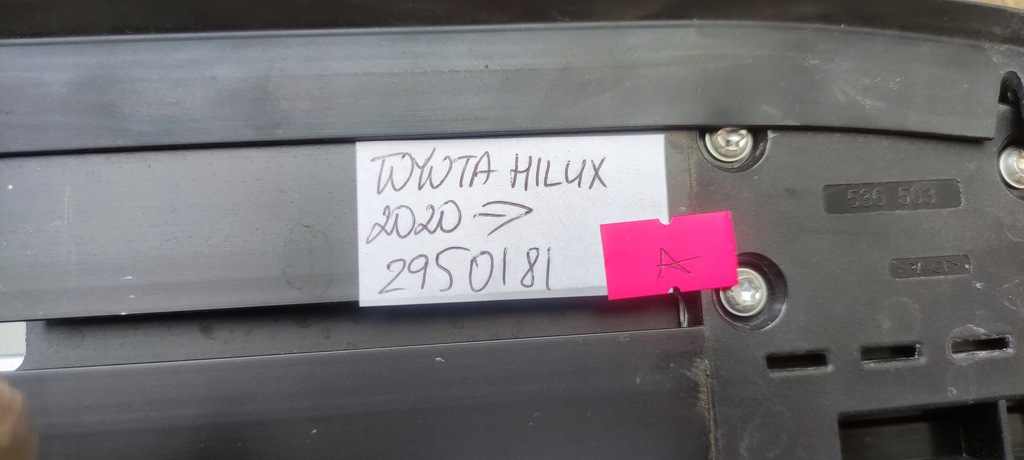 TOYOTA HILUX
2020 →
2950181
A
536 503